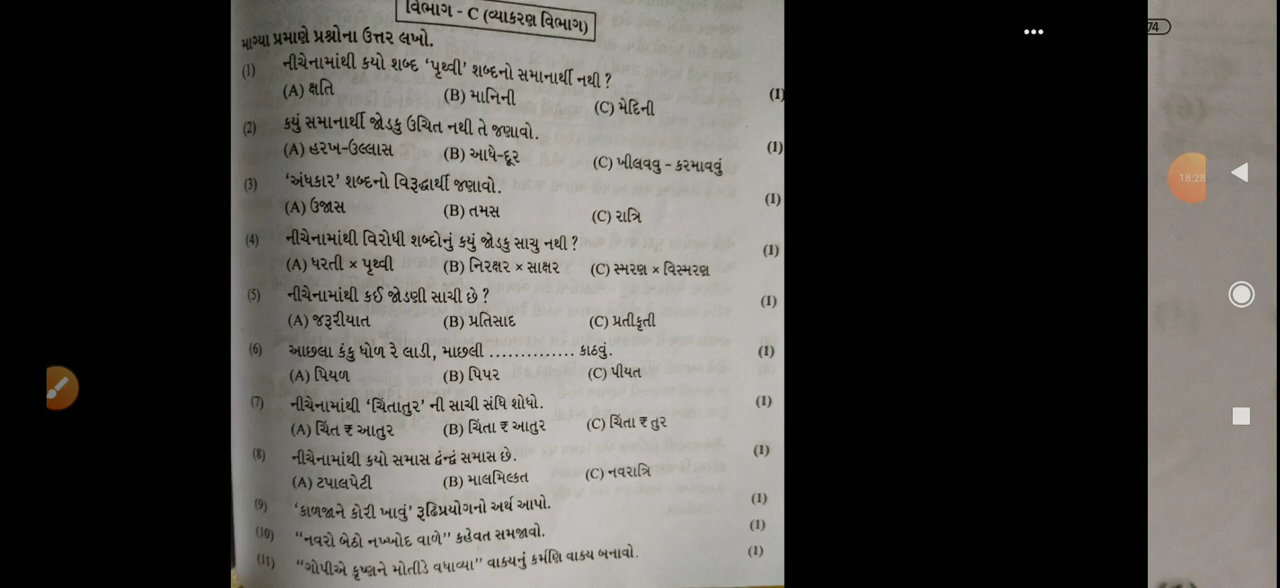 વિભાગ - C (વ્યાકરણ વિભાગ)
74
માગ્યા પ્રમાણે પ્રશ્નોના ઉત્તર લખો.
(1) નીચેનામાંથી કયો શબ્દ ‘પૃથ્વી’ શબ્દનો સમાનાર્થી નથી ? (1)
(A) ક્ષતિ (B) માનિની (C) મેદિની
(2) કયું સમાનાર્થી જોડકુ ઉચિત નથી તે જણાવો. (1)
(A) હરખ-ઉલ્લાસ (B) આઘે-દૂર (C) ખીલવવુ - કરમાવવું
(3) ‘અંધકાર’ શબ્દનો વિરૂદ્ધાર્થી જણાવો. (1)
(A) ઉજાસ (B) તમસ (C) રાત્રિ
18:28
(4) નીચેનામાંથી વિરોધી શબ્દોનું કયું જોડકુ સાચુ નથી ? (1)
(A) ધરતી × પૃથ્વી (B) નિરક્ષર × સાક્ષર (C) સ્મરણ × વિસ્મરણ
(5) નીચેનામાંથી કઈ જોડણી સાચી છે ? (1)
(A) જરૂરીયાત (B) પ્રતિસાદ (C) પ્રતીકૃતી
(6) આછલા કંકુ ધોળ રે લાડી, માછલી .............. કાઢવું. (1)
(A) પિયળ (B) પિપર (C) પીયત
(7) નીચેનામાંથી ‘ચિંતાતુર’ ની સાચી સંધિ શોધો. (1)
(A) ચિંત ₹ આતુર (B) ચિંતા ₹ આતુર (C) ચિંતા ₹ તુર
(8) નીચેનામાંથી કયો સમાસ દ્વંન્દ્વં સમાસ છે. (1)
(A) ટપાલપેટી (B) માલમિલ્કત (C) નવરાત્રિ
(9) ‘કાળજાને કોરી ખાવું’ રૂઢિપ્રયોગનો અર્થ આપો. (1)
(10) “નવરો બેઠો નખ્ખોદ વાળે” કહેવત સમજાવો. (1)
(11) “ગોપીએ કૃષ્ણને મોતીડે વધાવ્યા” વાક્યનું કર્મણિ વાક્ય બનાવો. (1)